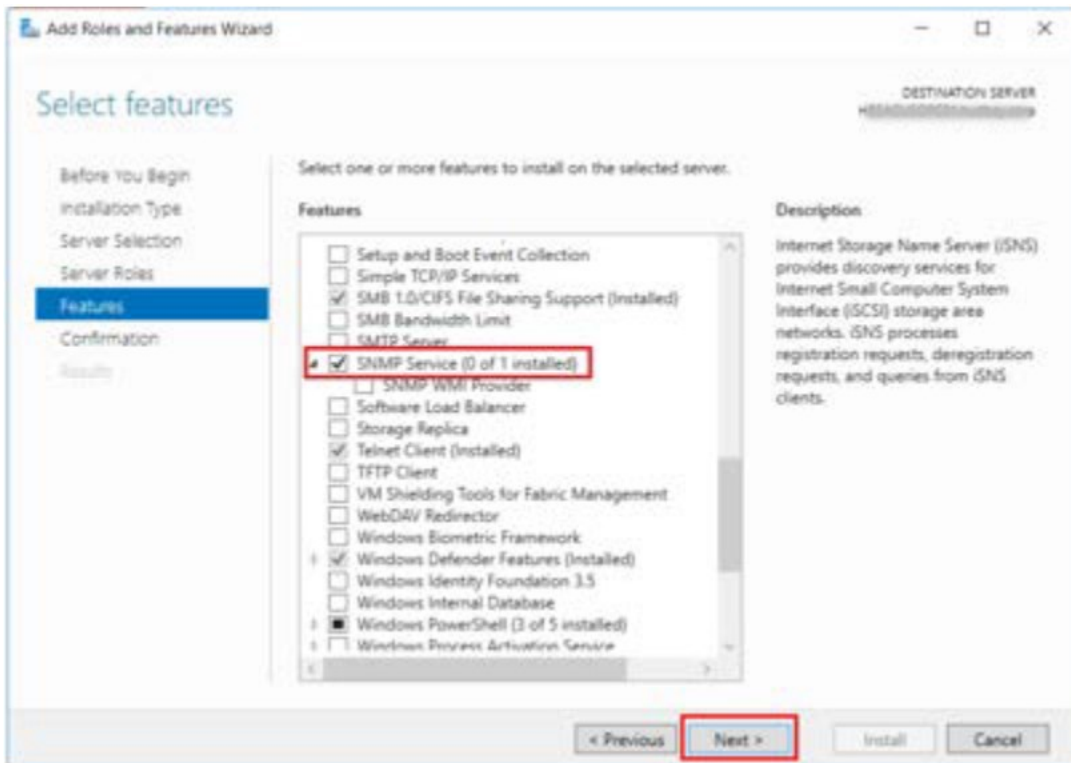 Add Roles and Features Wizard
Select features
DESTINATION SERVER
Before You Begin
Installation Type
Server Selection
Server Roles
Features
Confirmation
Results
Select one or more features to install on the selected server.
Features
Setup and Boot Event Collection
Simple TCP/IP Services
SMB 1.0/CIFS File Sharing Support (Installed)
SMB Bandwidth Limit
SMTP Server
SNMP Service (0 of 1 installed)
SNMP WMI Provider
Software Load Balancer
Storage Replica
Telnet Client (Installed)
TFTP Client
VM Shielding Tools for Fabric Management
WebDAV Redirector
Windows Biometric Framework
Windows Defender Features (Installed)
Windows Identity Foundation 3.5
Windows Internal Database
Windows PowerShell (3 of 5 installed)
Windows Process Activation Service
Description
Internet Storage Name Server (iSNS)
provides discovery services for
Internet Small Computer System
Interface (iSCSI) storage area
networks. iSNS processes
registration requests, deregistration
requests, and queries from iSNS
clients.
< Previous
Next >
Install
Cancel